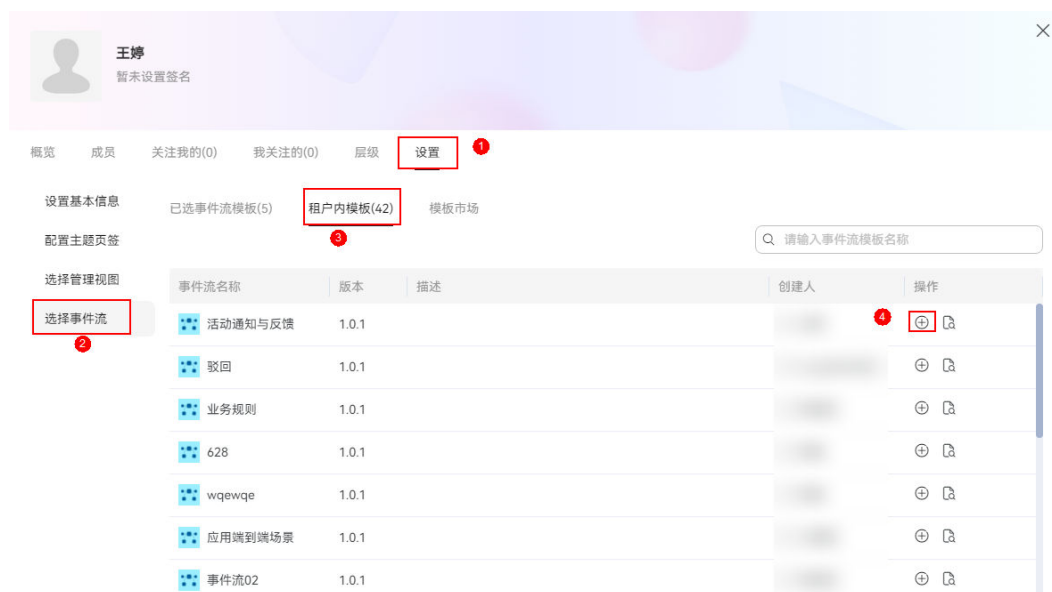 王婷
暂未设置签名
概览 成员 关注我的(0) 我关注的(0) 层级 设置 1
设置基本信息
配置主题页签
选择管理视图
选择事件流
2
已选事件流模板(5) 租户内模板(42) 模板市场
3
请输入事件流模板名称
事件流名称 版本 描述 创建人 操作
活动通知与反馈 1.0.1 4
驳回 1.0.1
业务规则 1.0.1
628 1.0.1
wqewqe 1.0.1
应用端到端场景 1.0.1
事件流02 1.0.1